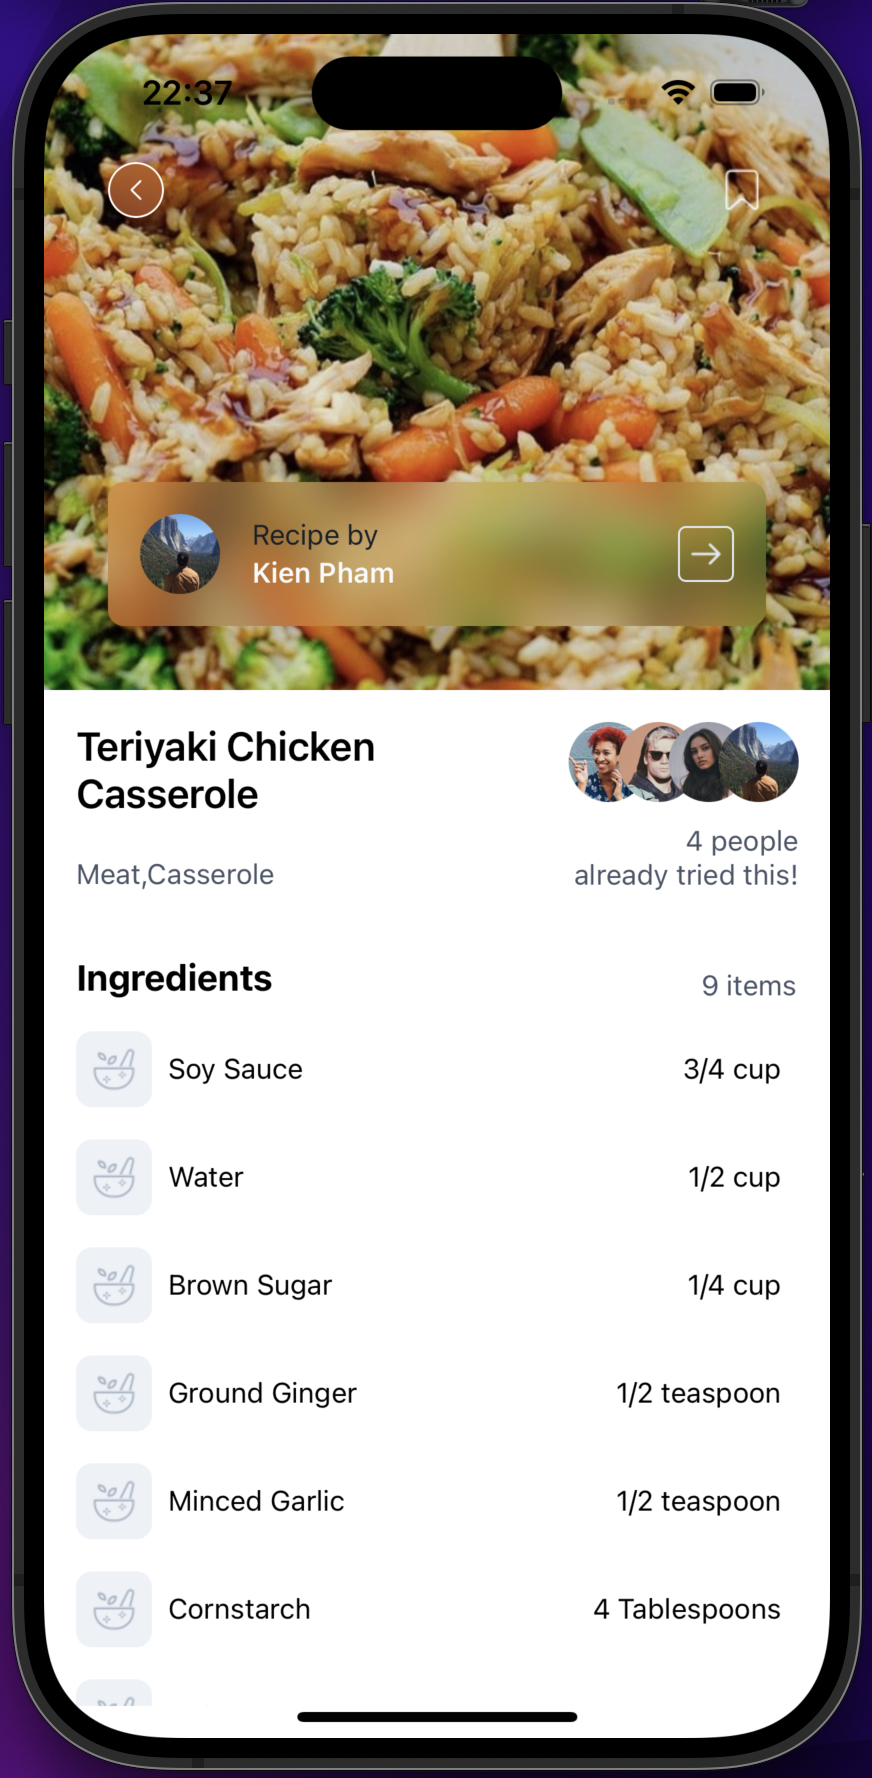 22:37
Recipe by
Kien Pham
Teriyaki Chicken
Casserole
4 people
already tried this!
Meat,Casserole
Ingredients
9 items
Soy Sauce
3/4 cup
Water
1/2 cup
Brown Sugar
1/4 cup
Ground Ginger
1/2 teaspoon
Minced Garlic
1/2 teaspoon
Cornstarch
4 Tablespoons